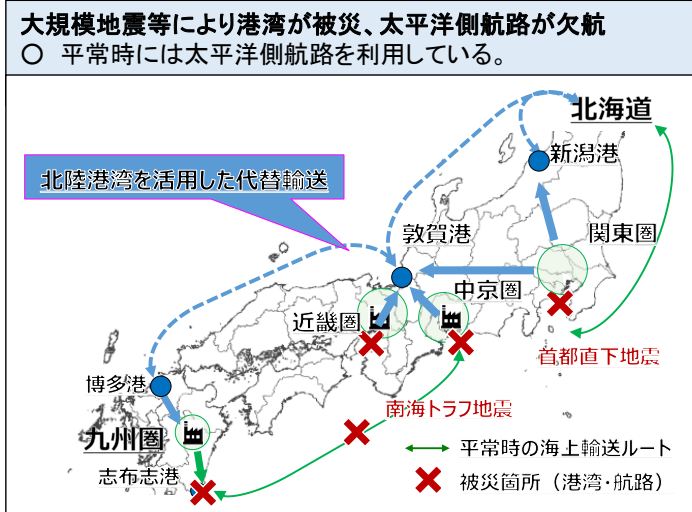 大規模地震等により港湾が被災、太平洋側航路が欠航
〇 平常時には太平洋側航路を利用している。
北海道
新潟港
北陸港湾を活用した代替輸送
敦賀港
関東圏
中京圏
近畿圏
首都直下地震
博多港
南海トラフ地震
九州圏
平常時の海上輸送ルート
志布志港
被災箇所（港湾・航路）